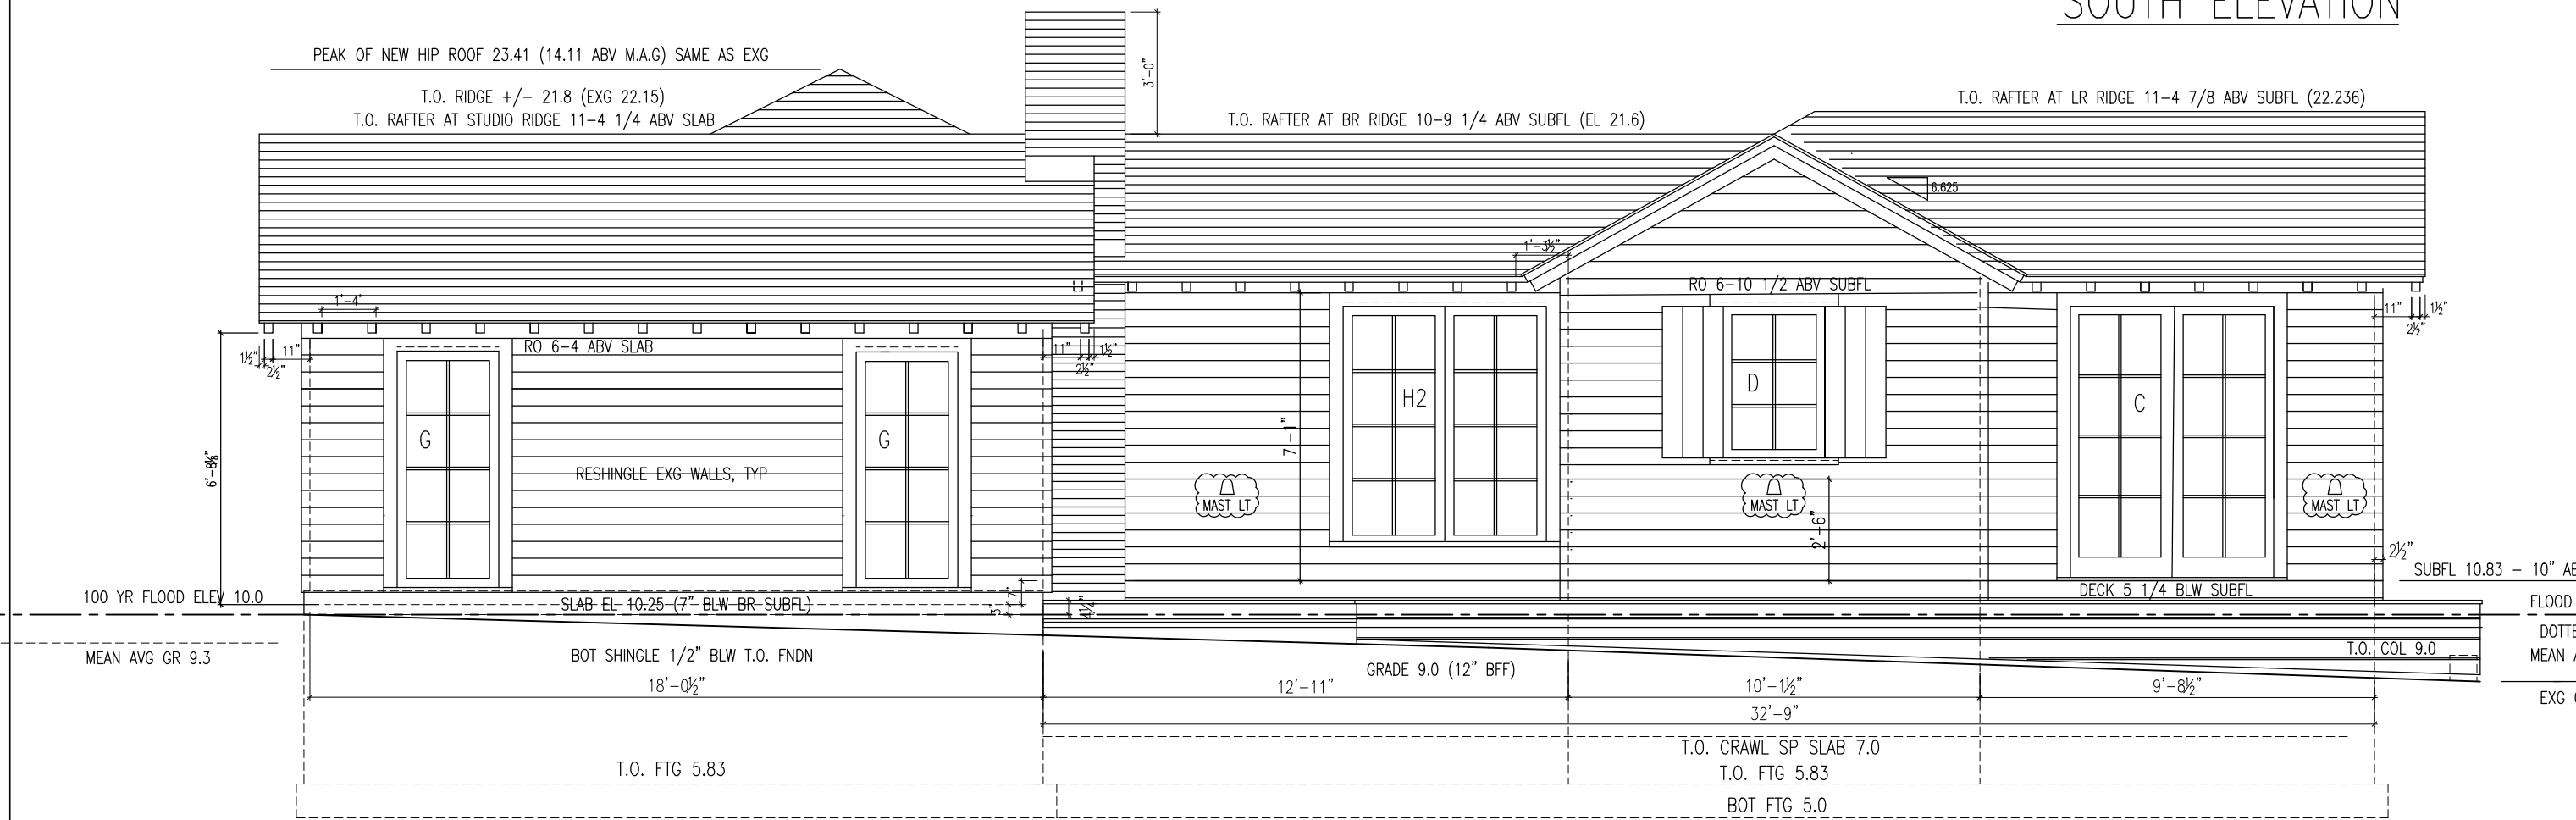 SOUTH ELEVATION
PEAK OF NEW HIP ROOF 23.41 (14.11 ABV M.A.G) SAME AS EXG
T.O. RIDGE +/- 21.8 (EXG 22.15)
T.O. RAFTER AT STUDIO RIDGE 11-4 1/4 ABV SLAB
3'-0"
T.O. RAFTER AT BR RIDGE 10-9 1/4 ABV SUBFL (EL 21.6)
T.O. RAFTER AT LR RIDGE 11-4 7/8 ABV SUBFL (22.236)
6.625
1'-3½"
1'-4"
RO 6-10 1/2 ABV SUBFL
RO 6-4 ABV SLAB
1½"
2½"
11"
11"
2½"
1½"
11"
2½"
1½"
G
G
H2
D
C
7'-1"
RESHINGLE EXG WALLS, TYP
MAST LT
MAST LT
MAST LT
2'-6"
2½"
SUBFL 10.83 - 10" AB
DECK 5 1/4 BLW SUBFL
100 YR FLOOD ELEV 10.0
SLAB EL 10.25 (7" BLW BR SUBFL)
3"
7"
4¼"
FLOOD
DOTTE
MEAN AVG GR 9.3
BOT SHINGLE 1/2" BLW T.O. FNDN
GRADE 9.0 (12" BFF)
T.O. COL 9.0
MEAN A
18'-0½"
12'-11"
10'-1½"
9'-8½"
EXG
32'-9"
T.O. CRAWL SP SLAB 7.0
T.O. FTG 5.83
T.O. FTG 5.83
BOT FTG 5.0